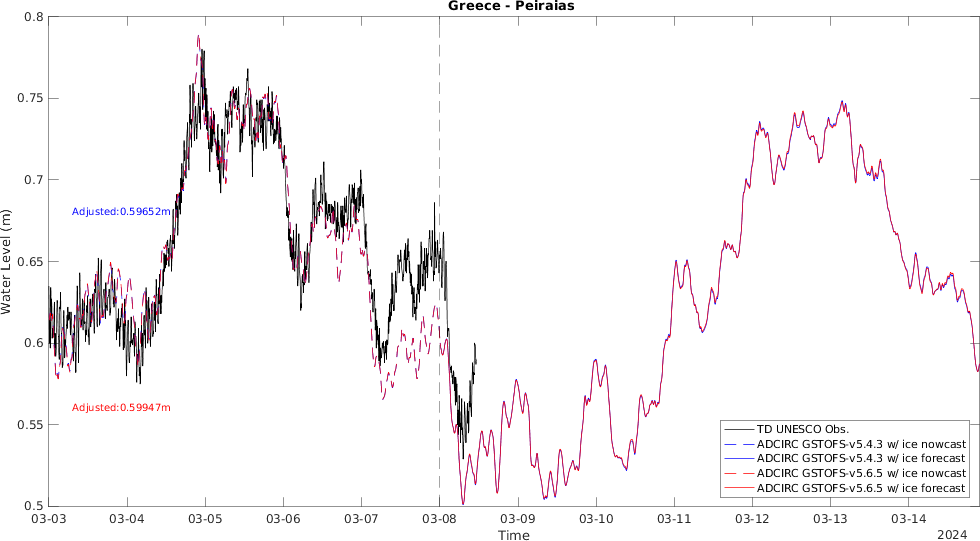 Greece - Peiraias
0.8
0.75
0.7
0.65
0.6
0.55
0.5
Water Level (m)
Adjusted:0.59652m
Adjusted:0.59947m
TD UNESCO Obs.
ADCIRC GSTOFS-v5.4.3 w/ ice nowcast
ADCIRC GSTOFS-v5.4.3 w/ ice forecast
ADCIRC GSTOFS-v5.6.5 w/ ice nowcast
ADCIRC GSTOFS-v5.6.5 w/ ice forecast
03-03 03-04 03-05 03-06 03-07 03-08 03-09 03-10 03-11 03-12 03-13 03-14
Time
2024